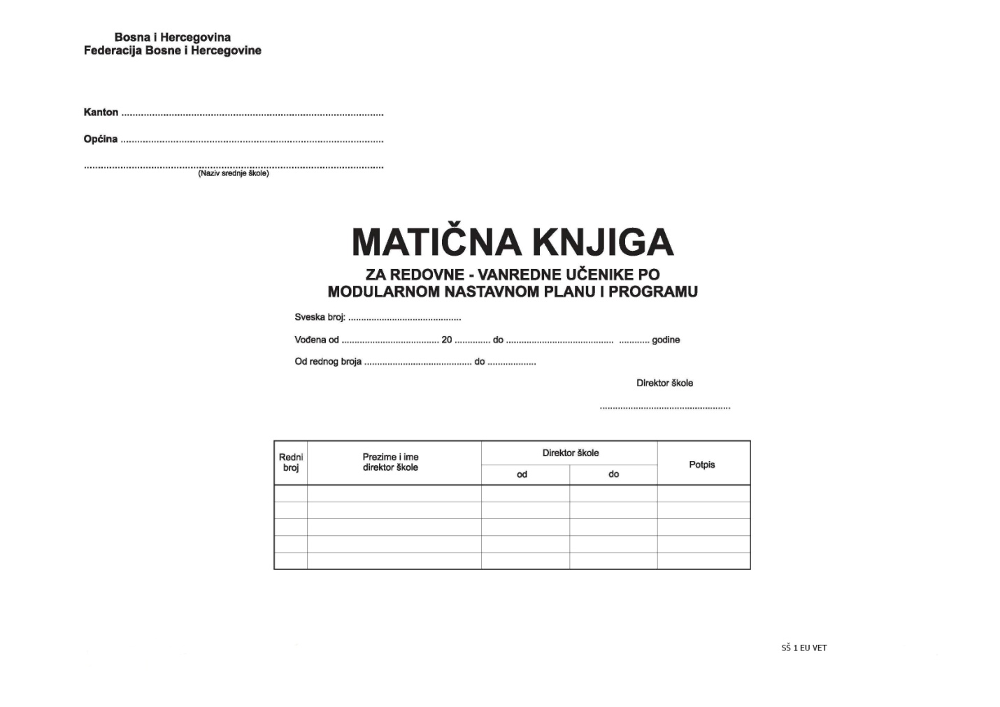 Bosna i Hercegovina
Federacija Bosne i Hercegovine
Kanton ....................................................................................................
Općina ....................................................................................................
....................................................................................................
(Naziv srednje škole)
MATIČNA KNJIGA
ZA REDOVNE - VANREDNE UČENIKE PO
MODULARNOM NASTAVNOM PLANU I PROGRAMU
Sveska broj: ............................................
Vođena od ...................................... 20 .............. do .......................................... ............ godine
Od rednog broja .......................................... do ...................
Direktor škole
...................................................
Redni broj
Prezime i ime direktor škole
Direktor škole
od do
Potpis
SŠ 1 EU VET